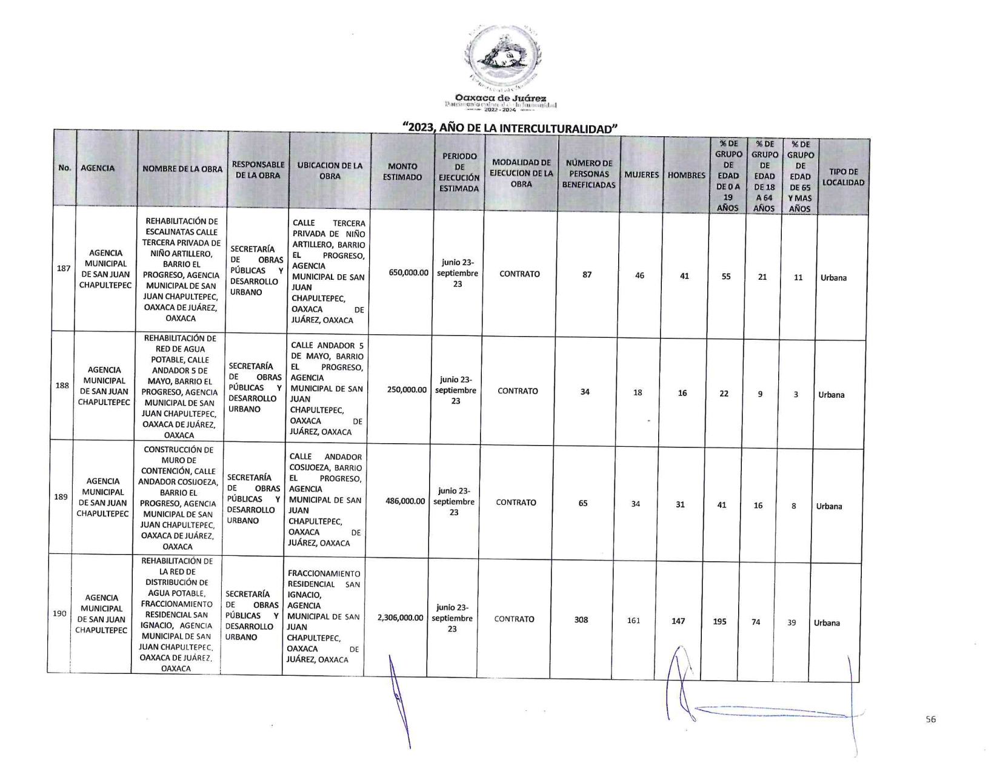 Oaxaca de Juárez
2022 - 2024
“2023, AÑO DE LA INTERCULTURALIDAD”
No. AGENCIA NOMBRE DE LA OBRA RESPONSABLE DE LA OBRA UBICACION DE LA OBRA MONTO ESTIMADO PERIODO DE EJECUCIÓN ESTIMADA MODALIDAD DE EJECUCION DE LA OBRA NÚMERO DE PERSONAS BENEFICIADAS MUJERES HOMBRES % DE GRUPO DE EDAD DE 0 A 19 AÑOS % DE GRUPO DE EDAD DE 18 A 64 AÑOS % DE GRUPO DE EDAD DE 65 Y MAS AÑOS TIPO DE LOCALIDAD
187 AGENCIA MUNICIPAL DE SAN JUAN CHAPULTEPEC REHABILITACIÓN DE ESCALINATAS CALLE TERCERA PRIVADA DE NIÑO ARTILLERO, BARRIO EL PROGRESO, AGENCIA MUNICIPAL DE SAN JUAN CHAPULTEPEC, OAXACA DE JUÁREZ, OAXACA SECRETARÍA DE OBRAS PÚBLICAS Y DESARROLLO URBANO CALLE TERCERA PRIVADA DE NIÑO ARTILLERO, BARRIO EL PROGRESO, AGENCIA MUNICIPAL DE SAN JUAN CHAPULTEPEC, OAXACA DE JUÁREZ, OAXACA 650,000.00 junio 23- septiembre 23 CONTRATO 87 46 41 55 21 11 Urbana
188 AGENCIA MUNICIPAL DE SAN JUAN CHAPULTEPEC REHABILITACIÓN DE RED DE AGUA POTABLE, CALLE ANDADOR 5 DE MAYO, BARRIO EL PROGRESO, AGENCIA MUNICIPAL DE SAN JUAN CHAPULTEPEC, OAXACA DE JUÁREZ, OAXACA SECRETARÍA DE OBRAS PÚBLICAS Y DESARROLLO URBANO CALLE ANDADOR 5 DE MAYO, BARRIO EL PROGRESO, AGENCIA MUNICIPAL DE SAN JUAN CHAPULTEPEC, OAXACA DE JUÁREZ, OAXACA 250,000.00 junio 23- septiembre 23 CONTRATO 34 18 16 22 9 3 Urbana
189 AGENCIA MUNICIPAL DE SAN JUAN CHAPULTEPEC CONSTRUCCIÓN DE MURO DE CONTENCIÓN, CALLE ANDADOR COSIJOEZA, BARRIO EL PROGRESO, AGENCIA MUNICIPAL DE SAN JUAN CHAPULTEPEC, OAXACA DE JUÁREZ, OAXACA SECRETARÍA DE OBRAS PÚBLICAS Y DESARROLLO URBANO CALLE ANDADOR COSIJOEZA, BARRIO EL PROGRESO, AGENCIA MUNICIPAL DE SAN JUAN CHAPULTEPEC, OAXACA DE JUÁREZ, OAXACA 486,000.00 junio 23- septiembre 23 CONTRATO 65 34 31 41 16 8 Urbana
190 AGENCIA MUNICIPAL DE SAN JUAN CHAPULTEPEC REHABILITACIÓN DE LA RED DE DISTRIBUCIÓN DE AGUA POTABLE, FRACCIONAMIENTO RESIDENCIAL SAN IGNACIO, AGENCIA MUNICIPAL DE SAN JUAN CHAPULTEPEC, OAXACA DE JUÁREZ, OAXACA SECRETARÍA DE OBRAS PÚBLICAS Y DESARROLLO URBANO FRACCIONAMIENTO RESIDENCIAL SAN IGNACIO, AGENCIA MUNICIPAL DE SAN JUAN CHAPULTEPEC, OAXACA DE JUÁREZ, OAXACA 2,306,000.00 junio 23- septiembre 23 CONTRATO 308 161 147 195 74 39 Urbana
56